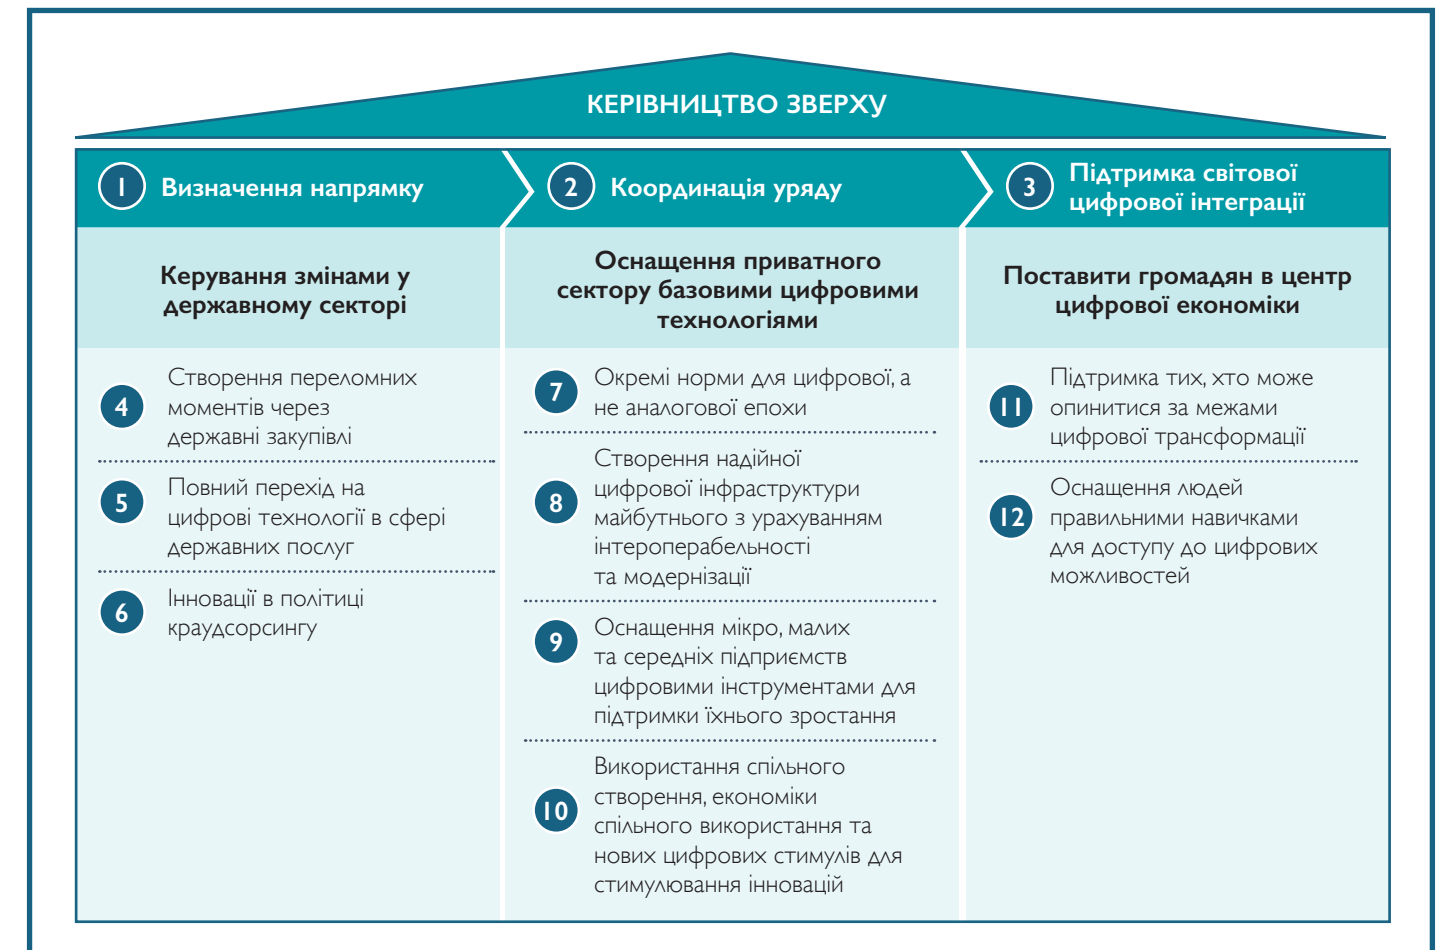 КЕРІВНИЦТВО ЗВЕРХУ
1 Визначення напрямку
2 Координація уряду
3 Підтримка світової
цифрової інтеграції
Керування змінами у
державному секторі
Оснащення приватного
сектору базовими цифровими
технологіями
Поставити громадян в центр
цифрової економіки
4 Створення переломних
моментів через
державні закупівлі
5 Повний перехід на
цифрові технології в сфері
державних послуг
6 Інновації в політиці
краудсорсингу
7 Окремі норми для цифрової, а
не аналогової епохи
8 Створення надійної
цифрової інфраструктури
майбутнього з урахуванням
інтероперабельності
та модернізації
9 Оснащення мікро, малих
та середніх підприємств
цифровими інструментами для
підтримки їхнього зростання
10 Використання спільного
створення, економіки
спільного використання та
нових цифрових стимулів для
стимулювання інновацій
11 Підтримка тих, хто може
опинитися за межами
цифрової трансформації
12 Оснащення людей
правильними навичками
для доступу до цифрових
можливостей